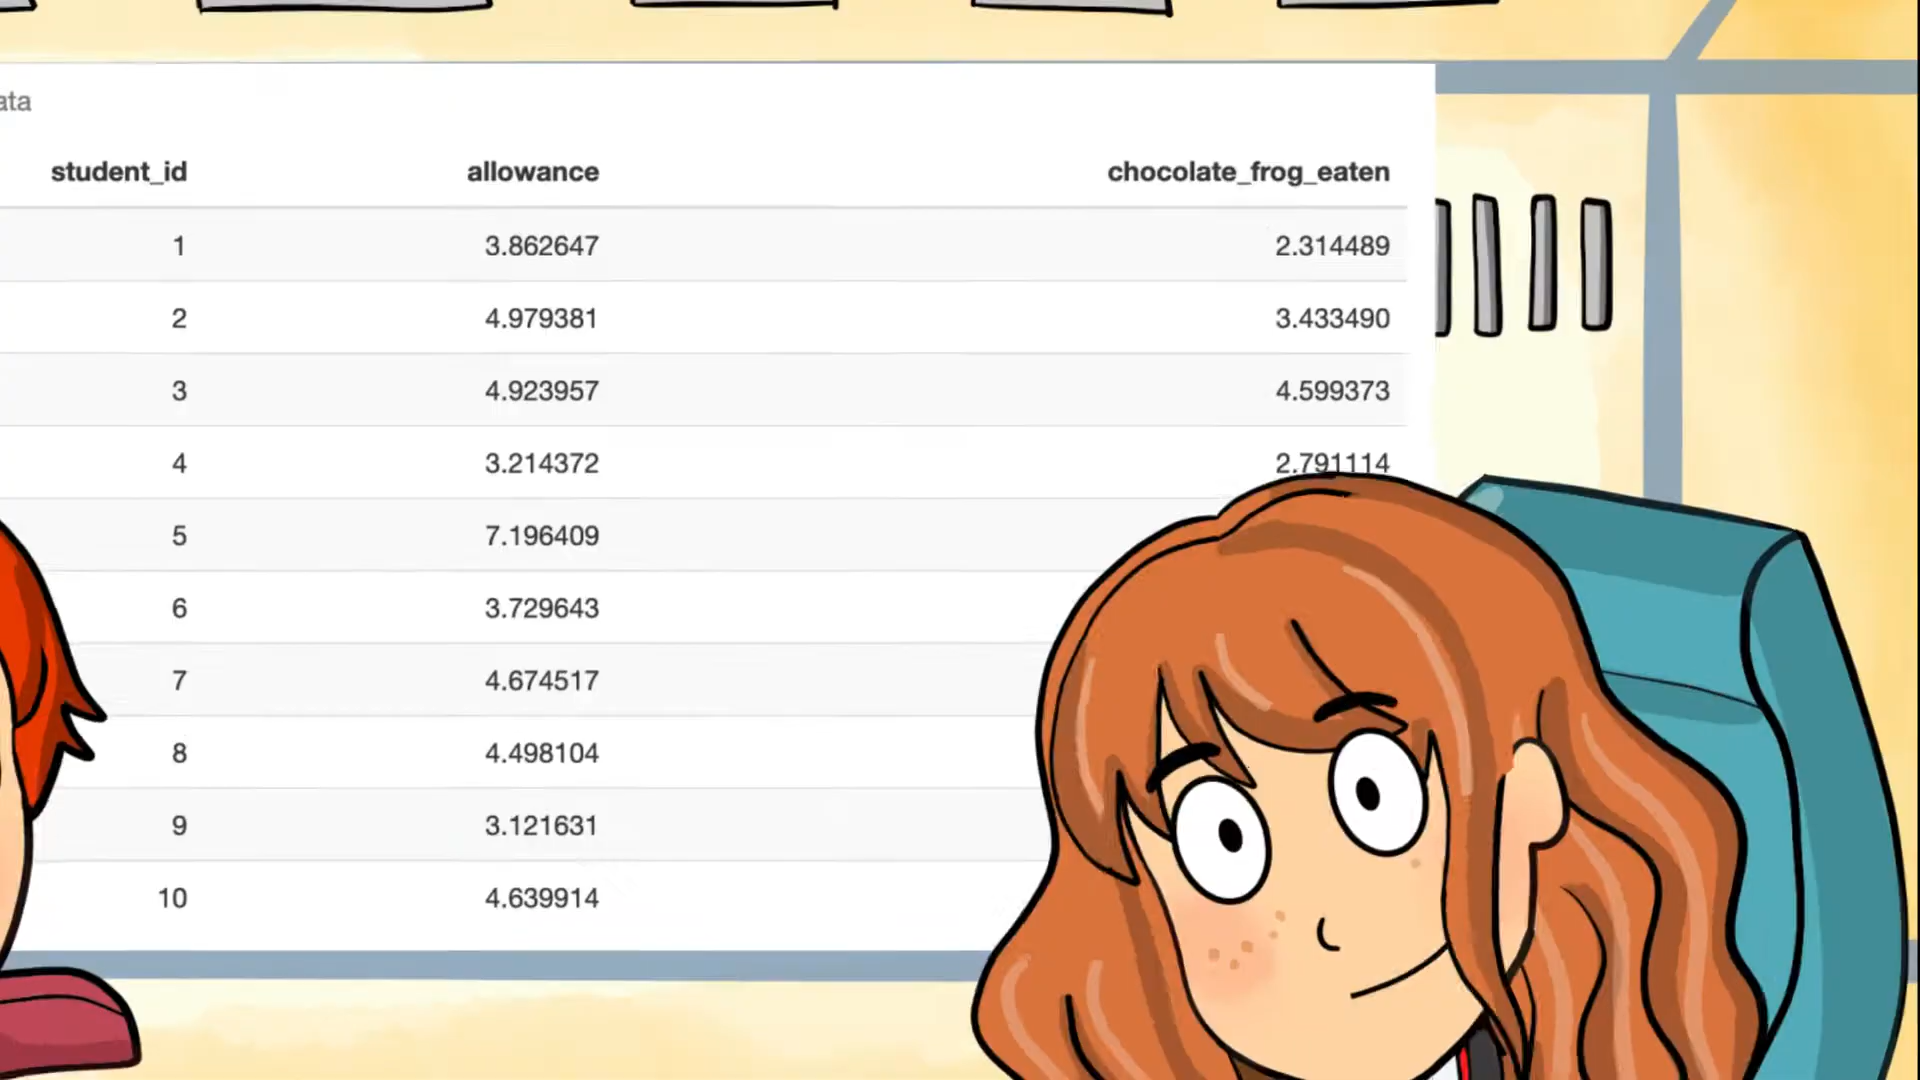 ata
student_id allowance chocolate_frog_eaten
1 3.862647 2.314489
2 4.979381 3.433490
3 4.923957 4.599373
4 3.214372 2.791114
5 7.196409
6 3.729643
7 4.674517
8 4.498104
9 3.121631
10 4.639914